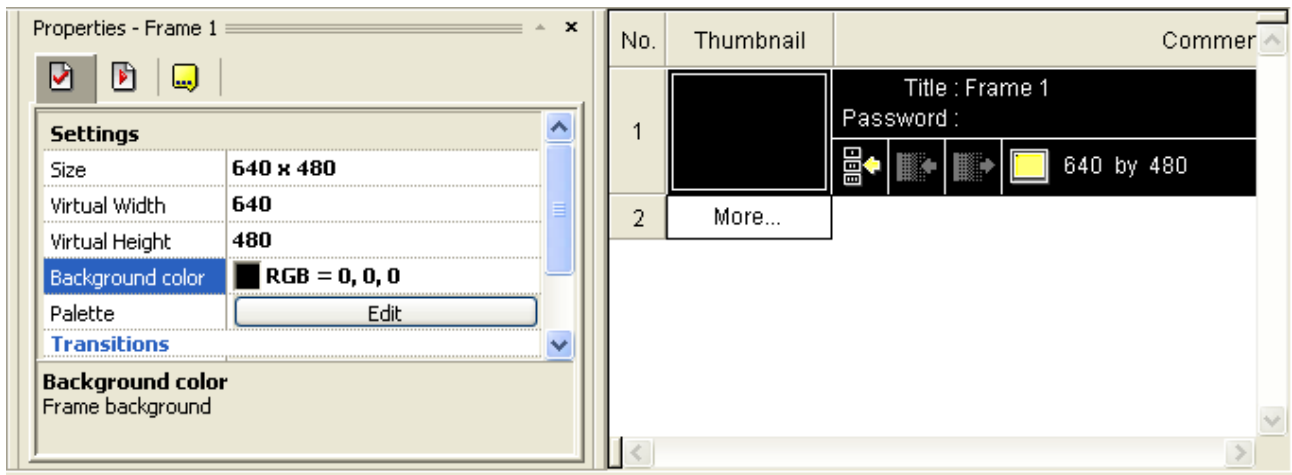 Properties - Frame 1
Settings
Size 640 x 480
Virtual Width 640
Virtual Height 480
Background color RGB = 0, 0, 0
Palette Edit
Transitions
Background color
Frame background
No. Thumbnail Commer
1
Title : Frame 1
Password :
640 by 480
2 More...